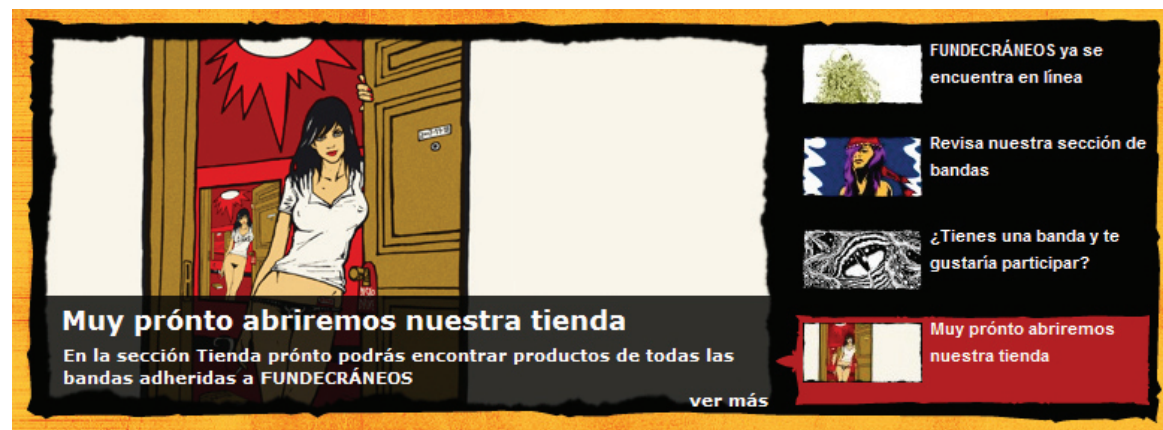 Muy prónto abriremos nuestra tienda
En la sección Tienda prónto podrás encontrar productos de todas las
bandas adheridas a FUNDECRÁNEOS
ver más
FUNDECRÁNEOS ya se
encuentra en línea
Revisa nuestra sección de
bandas
¿Tienes una banda y te
gustaría participar?
Muy prónto abriremos
nuestra tienda